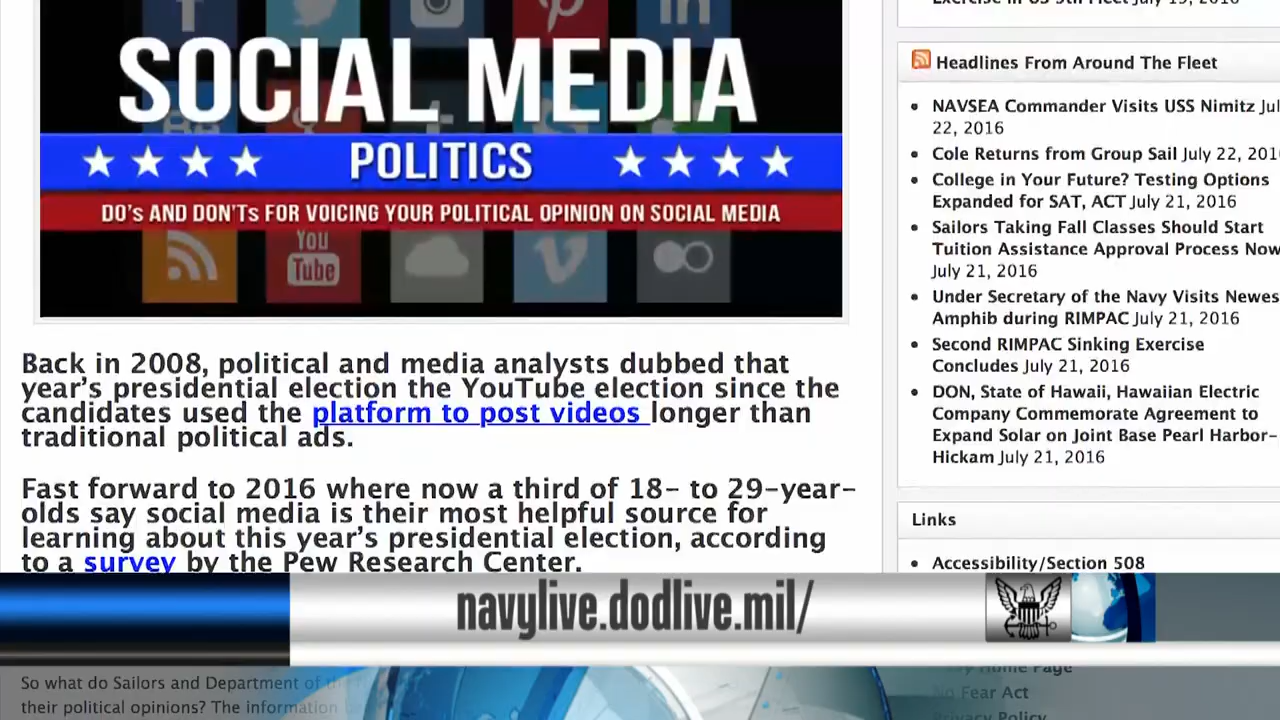 SOCIAL MEDIA
POLITICS
DO's AND DON'Ts FOR VOICING YOUR POLITICAL OPINION ON SOCIAL MEDIA
You
Tube
Back in 2008, political and media analysts dubbed that
year's presidential election the YouTube election since the
candidates used the platform to post videos longer than
traditional political ads.
Fast forward to 2016 where now a third of 18- to 29-year-
olds say social media is their most helpful source for
learning about this year's presidential election, according
to a survey by the Pew Research Center.
So what do Sailors and Department of
their political opinions? The information
July 19, 2016
Headlines From Around The Fleet
NAVSEA Commander Visits USS Nimitz
22, 2016
Cole Returns from Group Sail July 22,
College in Your Future? Testing Options
Expanded for SAT, ACT July 21, 2016
Sailors Taking Fall Classes Should Start
Tuition Assistance Approval Process Now
July 21, 2016
Under Secretary of the Navy Visits Newes
Amphib during RIMPAC July 21, 2016
Second RIMPAC Sinking Exercise
Concludes July 21, 2016
DON, State of Hawaii, Hawaiian Electric
Company Commemorate Agreement to
Expand Solar on Joint Base Pearl Harbor-
Hickam July 21, 2016
Links
Accessibility/Section 508
navylive.dodlive.mil/
Home Page
No Fear Act
Privacy Policy